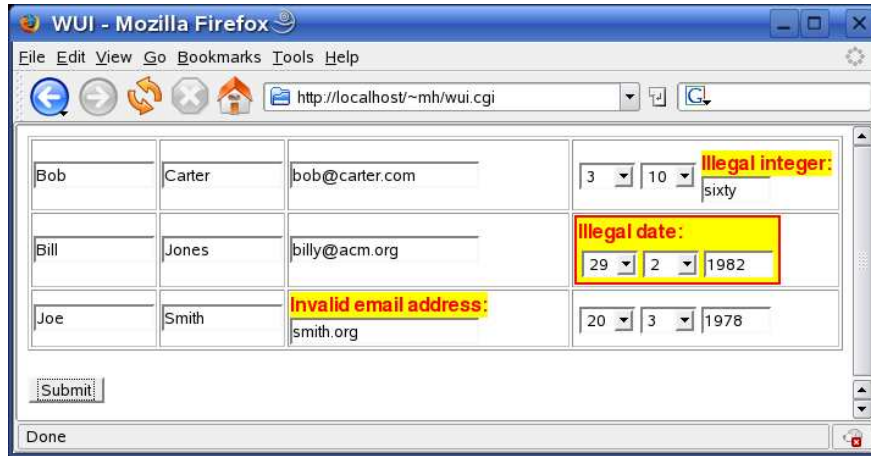 WUI - Mozilla Firefox
File Edit View Go Bookmarks Tools Help
http://localhost/~mh/wui.cgi G
Bob Carter bob@carter.com 3 10 Illegal integer: sixty
Illegal date:
Bill Jones billy@acm.org 29 2 1982
Invalid email address:
Joe Smith smith.org 20 3 1978
Submit
Done